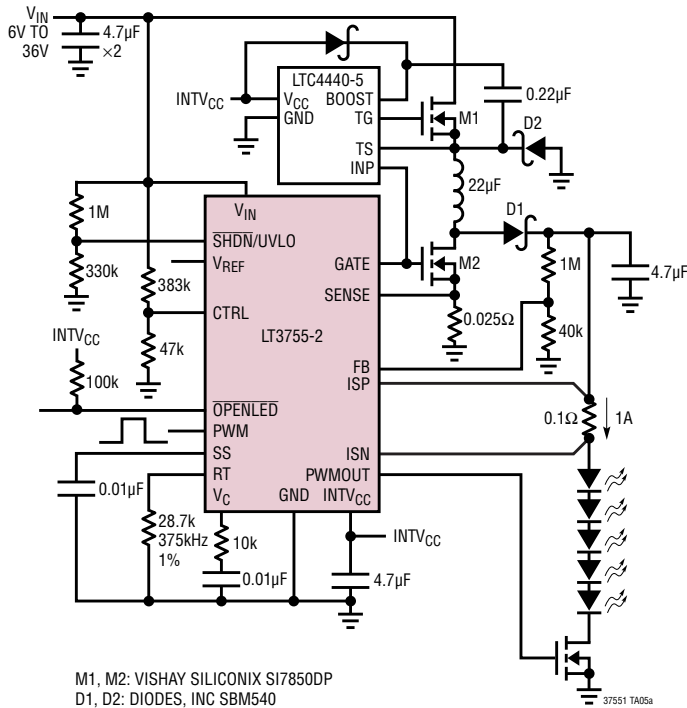 VIN
6V TO
36V
4.7µF
×2
LTC4440-5
INTVCC
VCC
BOOST
GND
TG
TS
INP
0.22µF
M1
D2
22µF
D1
1M
330k
383k
47k
VIN
SHDN/UVLO
VREF
CTRL
LT3755-2
GATE
SENSE
M2
0.025Ω
1M
40k
4.7µF
INTVCC
100k
FB
ISP
OPENLED
PWM
SS
RT
VC
GND
INTVCC
ISN
PWMOUT
0.1Ω
1A
0.01µF
28.7k
375kHz
1%
10k
0.01µF
4.7µF
INTVCC
M1, M2: VISHAY SILICONIX SI7850DP
D1, D2: DIODES, INC SBM540
37551 TA05a